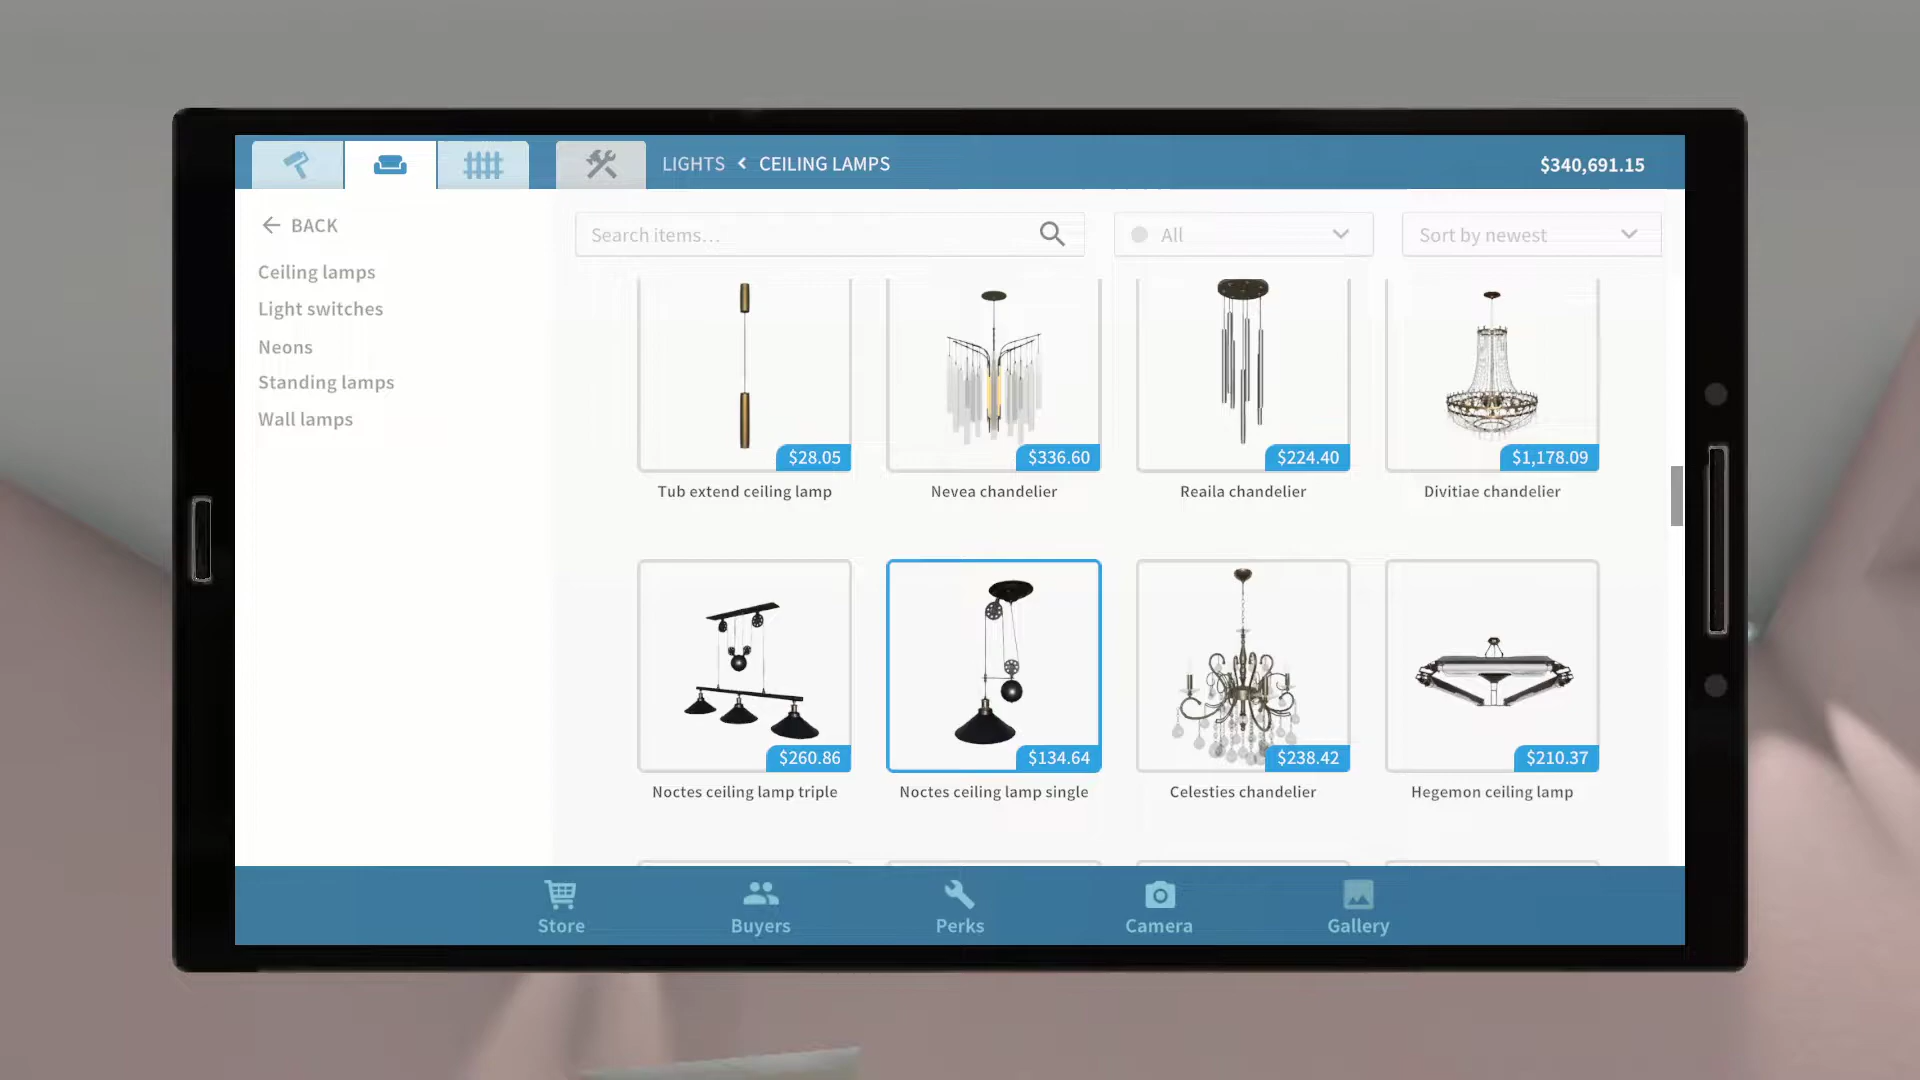 LIGHTS < CEILING LAMPS
$340,691.15
BACK
Search items...
All
Sort by newest
Ceiling lamps
Light switches
Neons
Standing lamps
Wall lamps
$28.05
$336.60
$224.40
$1,178.09
Tub extend ceiling lamp
Nevea chandelier
Reaila chandelier
Divitiae chandelier
$260.86
$134.64
$238.42
$210.37
Noctes ceiling lamp triple
Noctes ceiling lamp single
Celesties chandelier
Hegemon ceiling lamp
Store
Buyers
Perks
Camera
Gallery